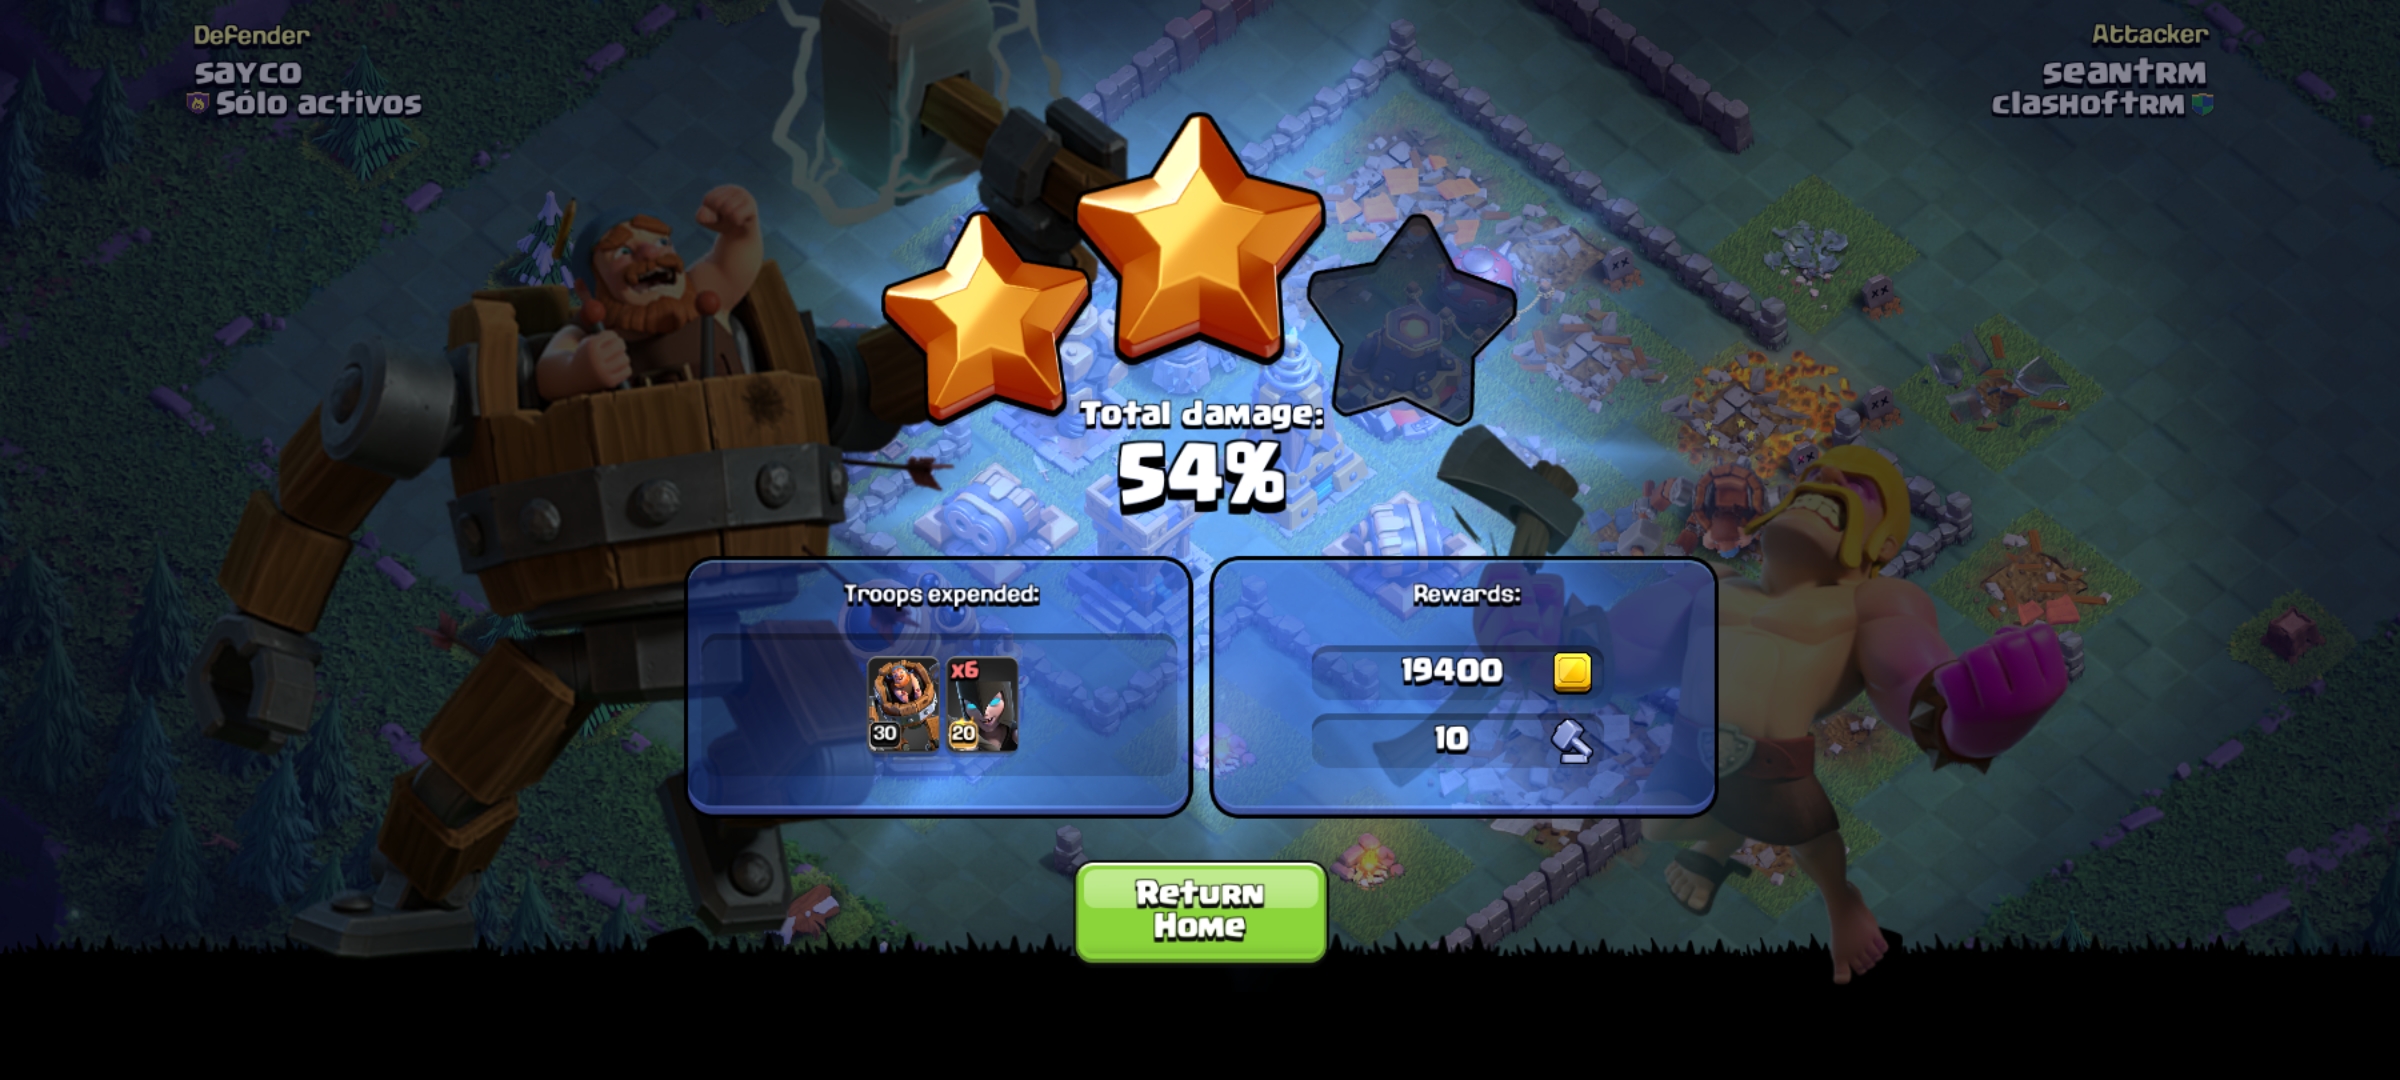 Defender
sayco
Sólo activos
Attacker
seantRM
clashoftRM
Total damage:
54%
Troops expended:
30
x6
20
Rewards:
19400
10
Return
Home